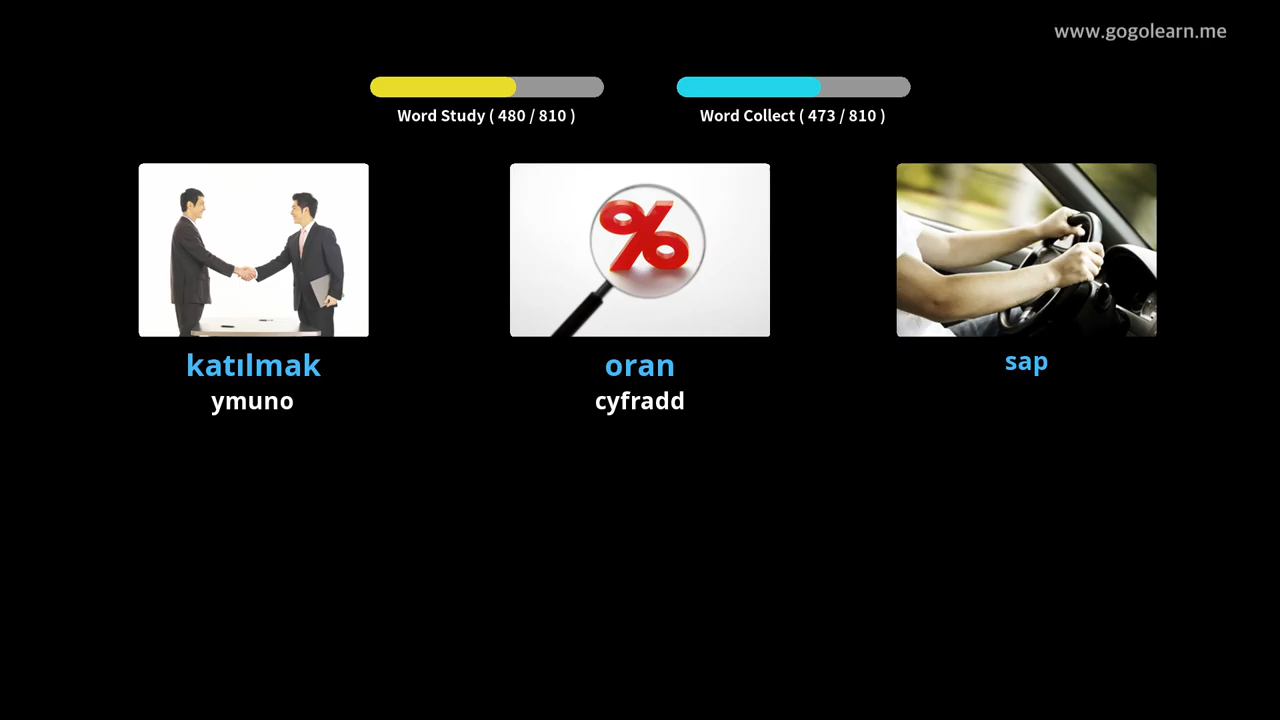 www.gogolearn.me
Word Study ( 480 / 810 )
Word Collect ( 473 / 810 )
katılmak
ymuno
oran
cyfradd
sap